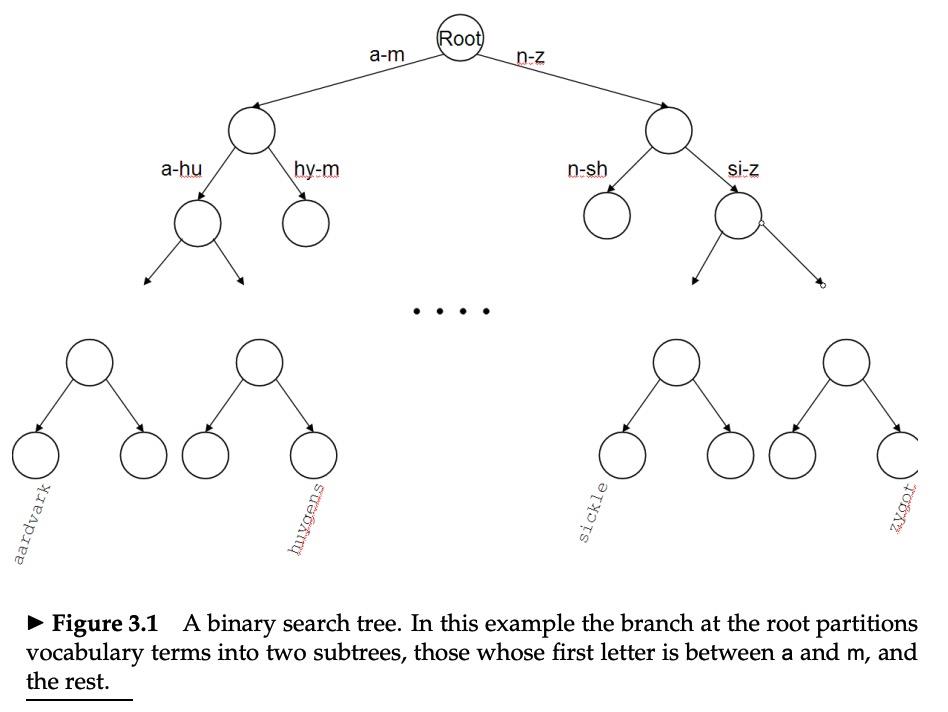 Root
a-m
n-z
a-hu
hy-m
n-sh
si-z
. . . .
aardvark
huygens
sickle
zygot
► Figure 3.1 A binary search tree. In this example the branch at the root partitions
vocabulary terms into two subtrees, those whose first letter is between a and m, and
the rest.